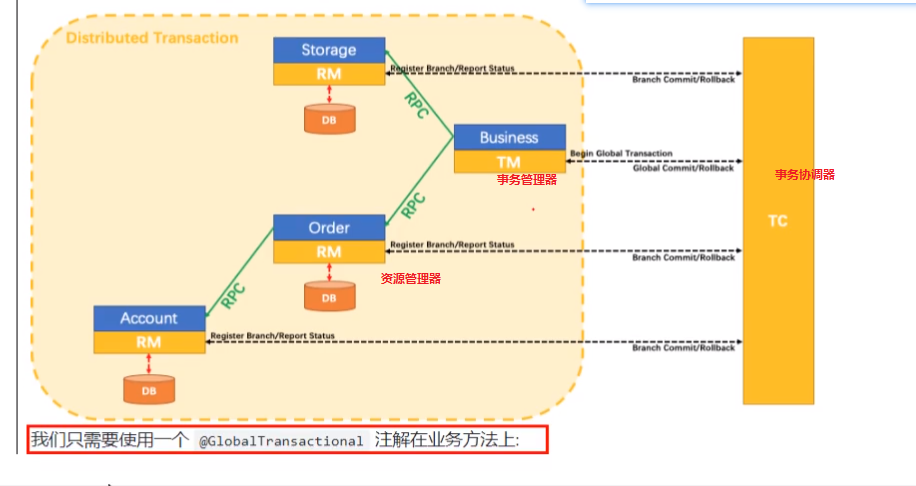 Distributed Transaction
Storage
RM
DB
Register Branch/Report Status
Branch Commit/Rollback
RPC
Business
TM
事务管理器
Begin Global Transaction
Global Commit/Rollback
事务协调器
TC
RPC
Order
RM
DB
资源管理器
Register Branch/Report Status
Branch Commit/Rollback
RPC
Account
RM
DB
Register Branch/Report Status
Branch Commit/Rollback
我们只需要使用一个 @GlobalTransactional 注解在业务方法上: